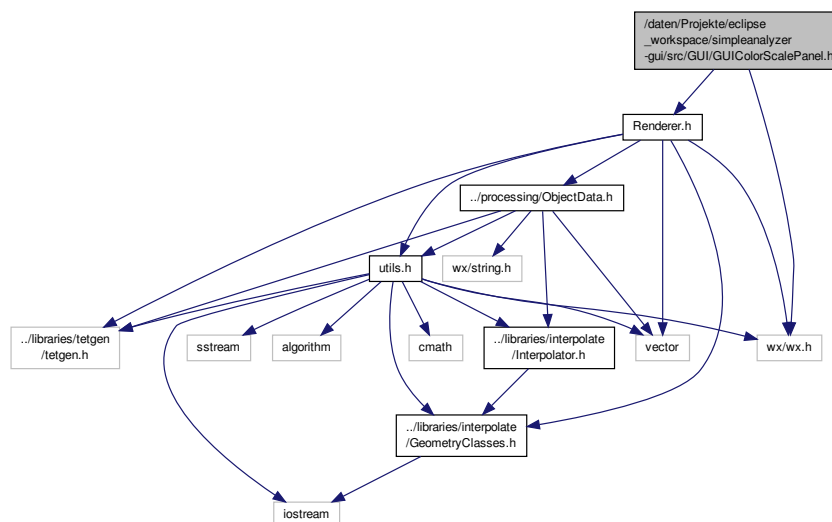 /daten/Projekte/eclipse
_workspace/simpleanalyzer
-gui/src/GUI/GUIColorScalePanel.h
Renderer.h
../processing/ObjectData.h
utils.h
wx/string.h
../libraries/tetgen
/tetgen.h
sstream
algorithm
cmath
../libraries/interpolate
/Interpolator.h
vector
wx/wx.h
../libraries/interpolate
/GeometryClasses.h
iostream